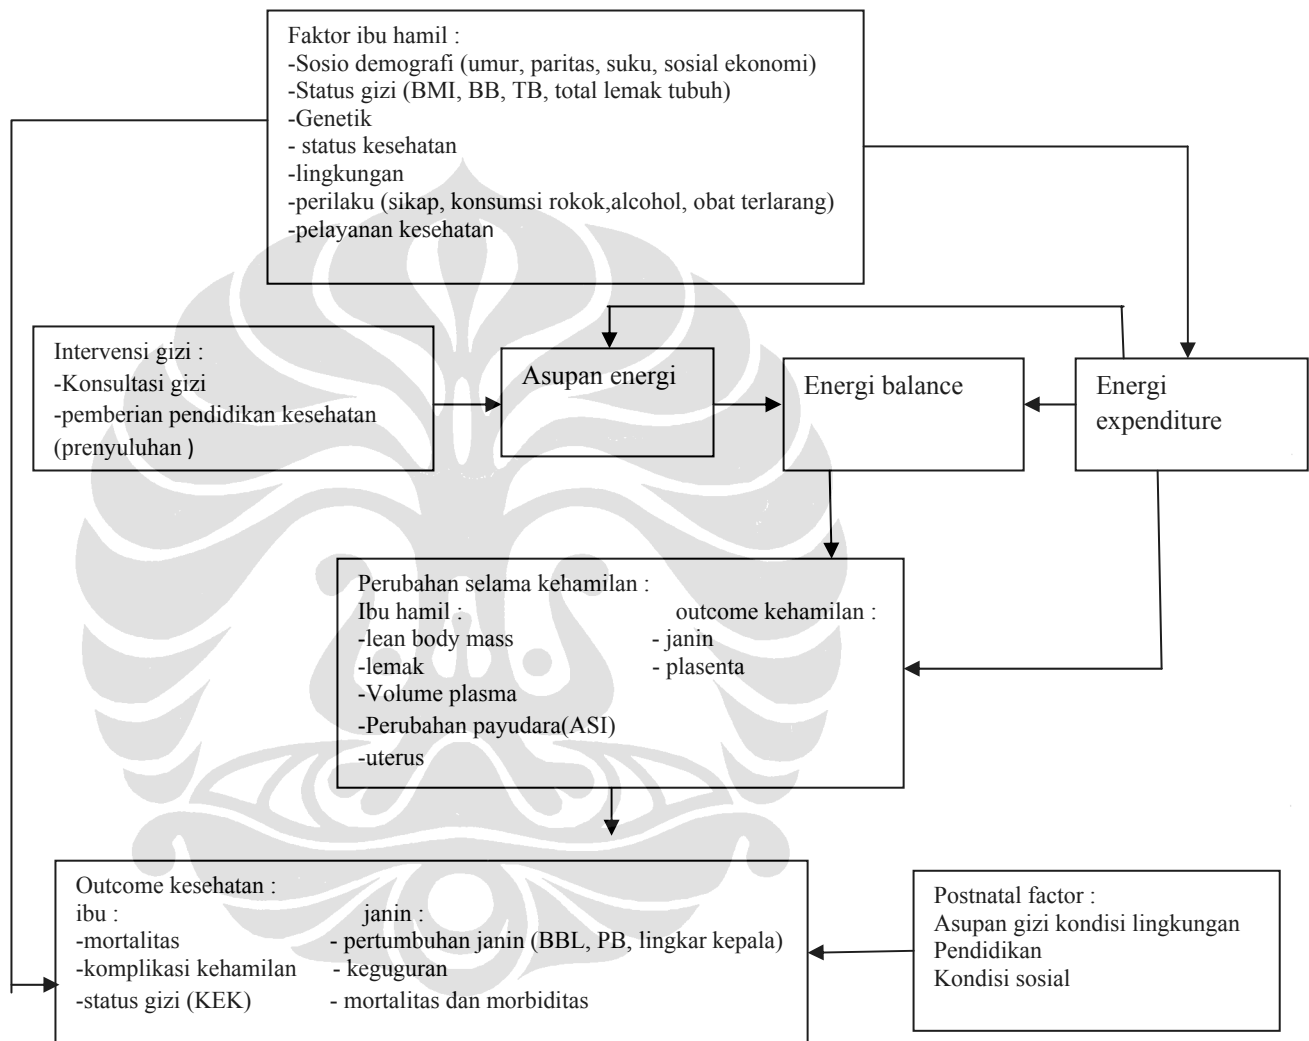 Faktor ibu hamil :
-Sosio demografi (umur, paritas, suku, sosial ekonomi)
-Status gizi (BMI, BB, TB, total lemak tubuh)
-Genetik
- status kesehatan
-lingkungan
-perilaku (sikap, konsumsi rokok,alcohol, obat terlarang)
-pelayanan kesehatan
Intervensi gizi :
-Konsultasi gizi
-pemberian pendidikan kesehatan
(prenyuluhan )
Asupan energi
Energi balance
Energi
expenditure
Perubahan selama kehamilan :
Ibu hamil : outcome kehamilan :
-lean body mass - janin
-lemak - plasenta
-Volume plasma
-Perubahan payudara(ASI)
-uterus
Outcome kesehatan :
ibu : janin :
-mortalitas - pertumbuhan janin (BBL, PB, lingkar kepala)
-komplikasi kehamilan - keguguran
-status gizi (KEK) - mortalitas dan morbiditas
Postnatal factor :
Asupan gizi kondisi lingkungan
Pendidikan
Kondisi sosial